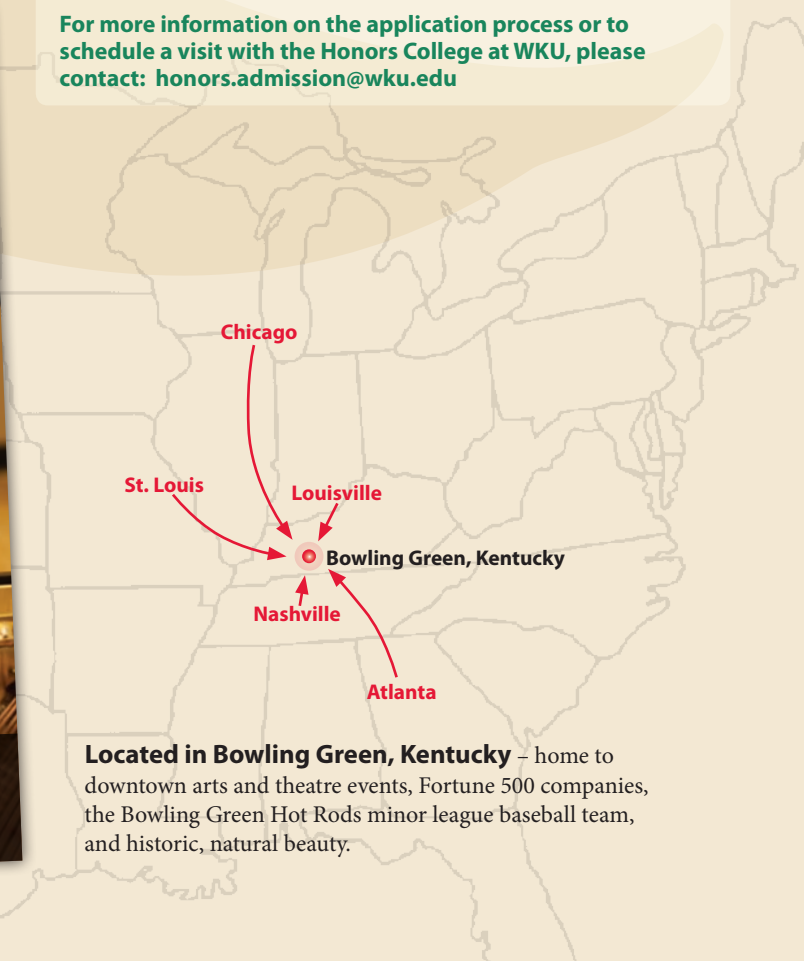 For more information on the application process or to
schedule a visit with the Honors College at WKU, please
contact:  honors.admission@wku.edu
Chicago
St. Louis
Louisville
Bowling Green, Kentucky
Nashville
Atlanta
Located in Bowling Green, Kentucky – home to
downtown arts and theatre events, Fortune 500 companies,
the Bowling Green Hot Rods minor league baseball team,
and historic, natural beauty.